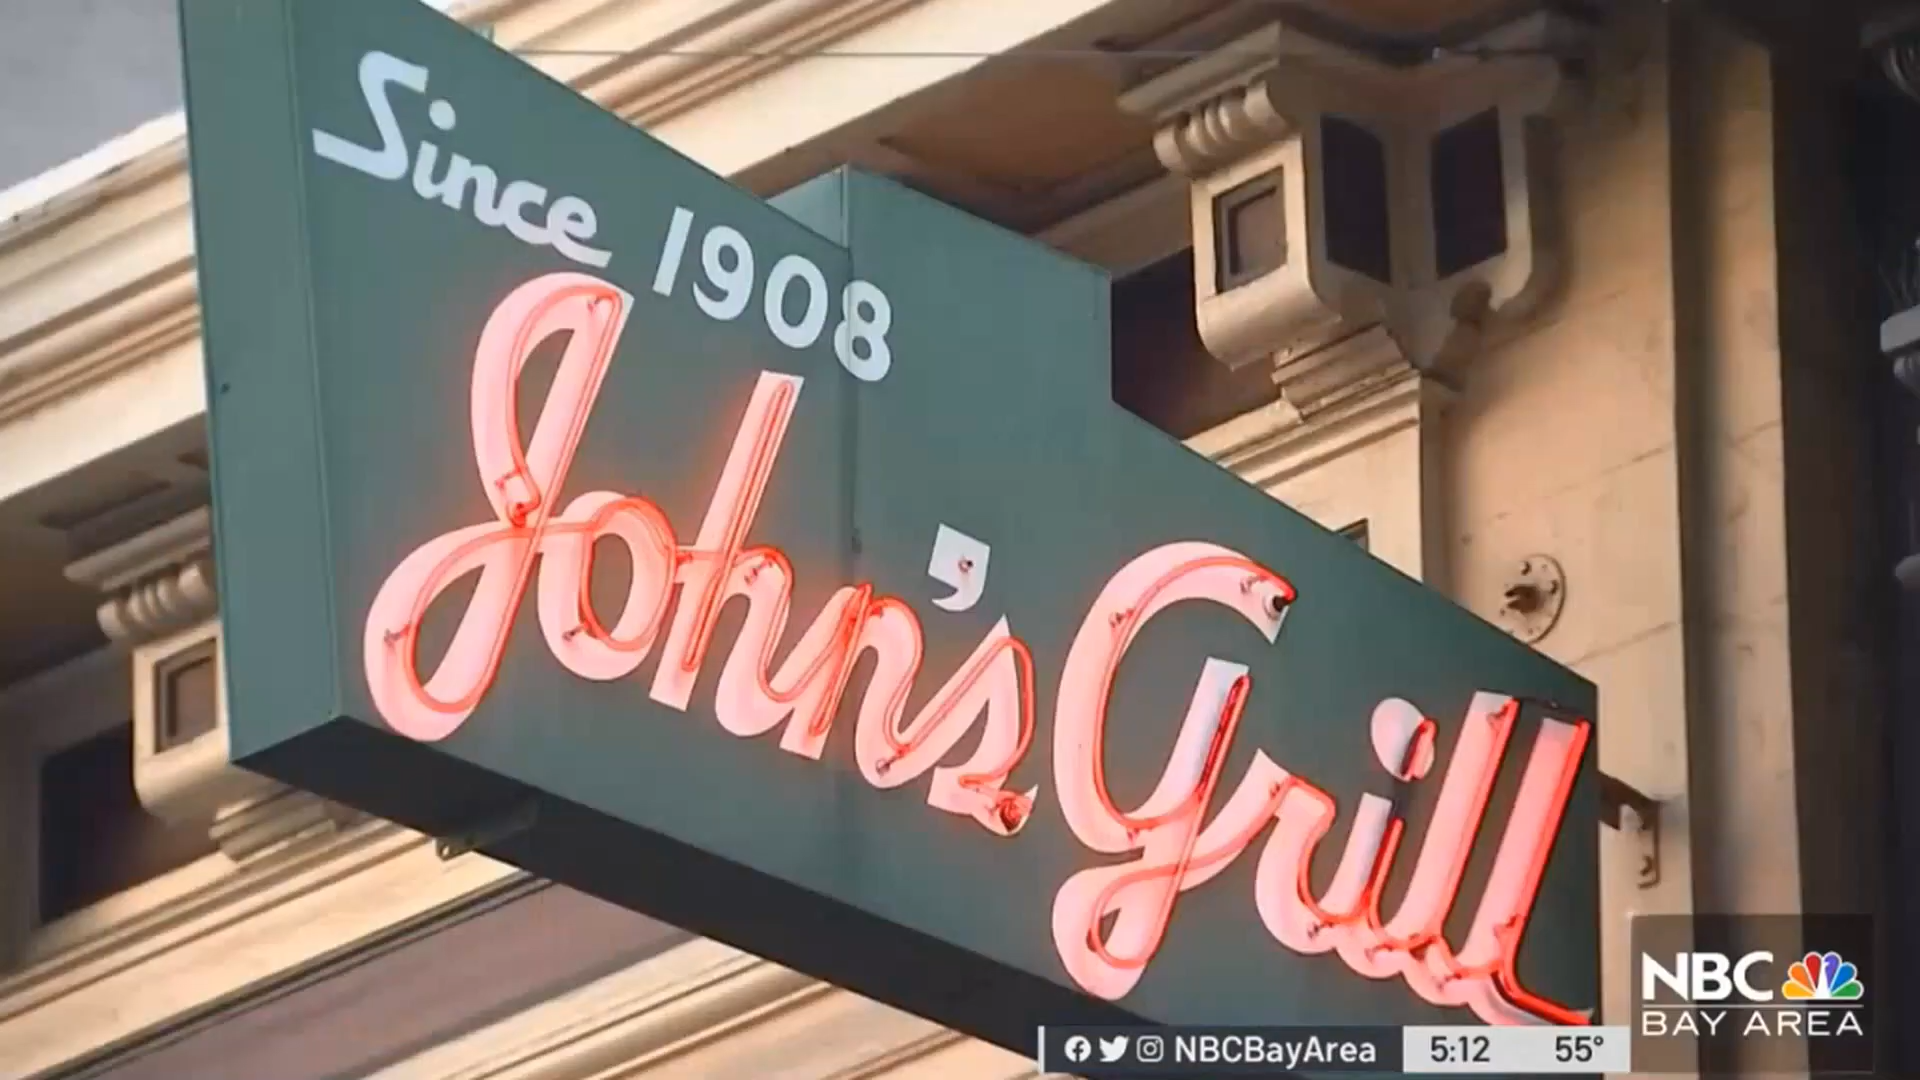 Since 1908
John's Grill
NBC
BAY AREA
NBCBayArea 5:12 55°